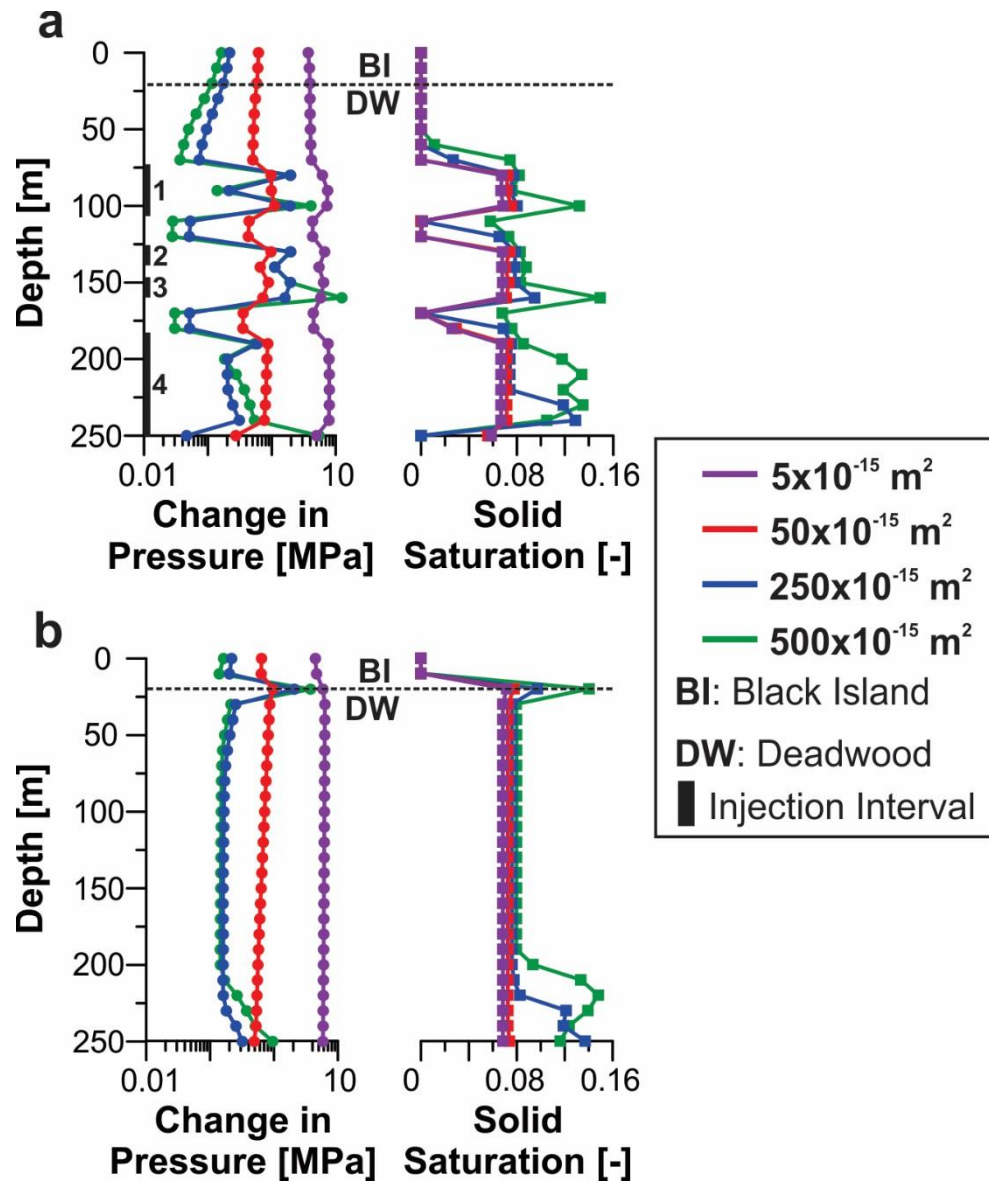 a
0
50
100
150
200
250
Depth [m]
BI
DW
1
2
3
4
0.01
10
Change in
Pressure [MPa]
0
0.08
0.16
Solid
Saturation [-]
5x10⁻¹⁵ m²
50x10⁻¹⁵ m²
250x10⁻¹⁵ m²
500x10⁻¹⁵ m²
BI: Black Island
DW: Deadwood
Injection Interval
b
0
50
100
150
200
250
Depth [m]
BI
DW
0.01
10
Change in
Pressure [MPa]
0
0.08
0.16
Solid
Saturation [-]